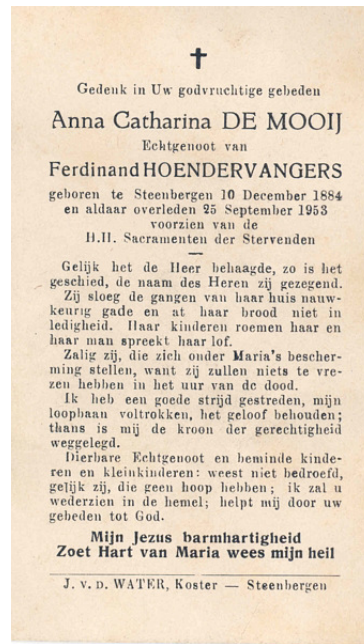 Gedenk in Uw godvruchtige gebeden
Anna Catharina DE MOOIJ
Echtgenoot van
Ferdinand HOENDERVANGERS
geboren te Steenbergen 10 December 1884
en aldaar overleden 25 September 1953
voorzien van de
H.H. Sacramenten der Stervenden
Gelijk het de Heer behaagde, zo is het
geschied, de naam des Heren zij gezegend.
Zij sloeg de gangen van haar huis nauw-
keurig gade en at haar brood niet in
ledigheid. Haar kinderen roemen haar en
haar man spreekt haar lof.
Zalig zij, die zich onder Maria's bescher-
ming stellen, want zij zullen niets te vre-
zen hebben in het uur van de dood.
Ik heb een goede strijd gestreden, mijn
loopbaan voltrokken, het geloof behouden;
thans is mij de kroon der gerechtigheid
weggelegd.
Dierbare Echtgenoot en beminde kinde-
ren en kleinkinderen: weest niet bedroefd,
gelijk zij, die geen hoop hebben; ik zal u
wederzien in de hemel; helpt mij door uw
gebeden tot God.
Mijn Jezus barmhartigheid
Zoet Hart van Maria wees mijn heil
J. v. D. WATER, Koster — Steenbergen